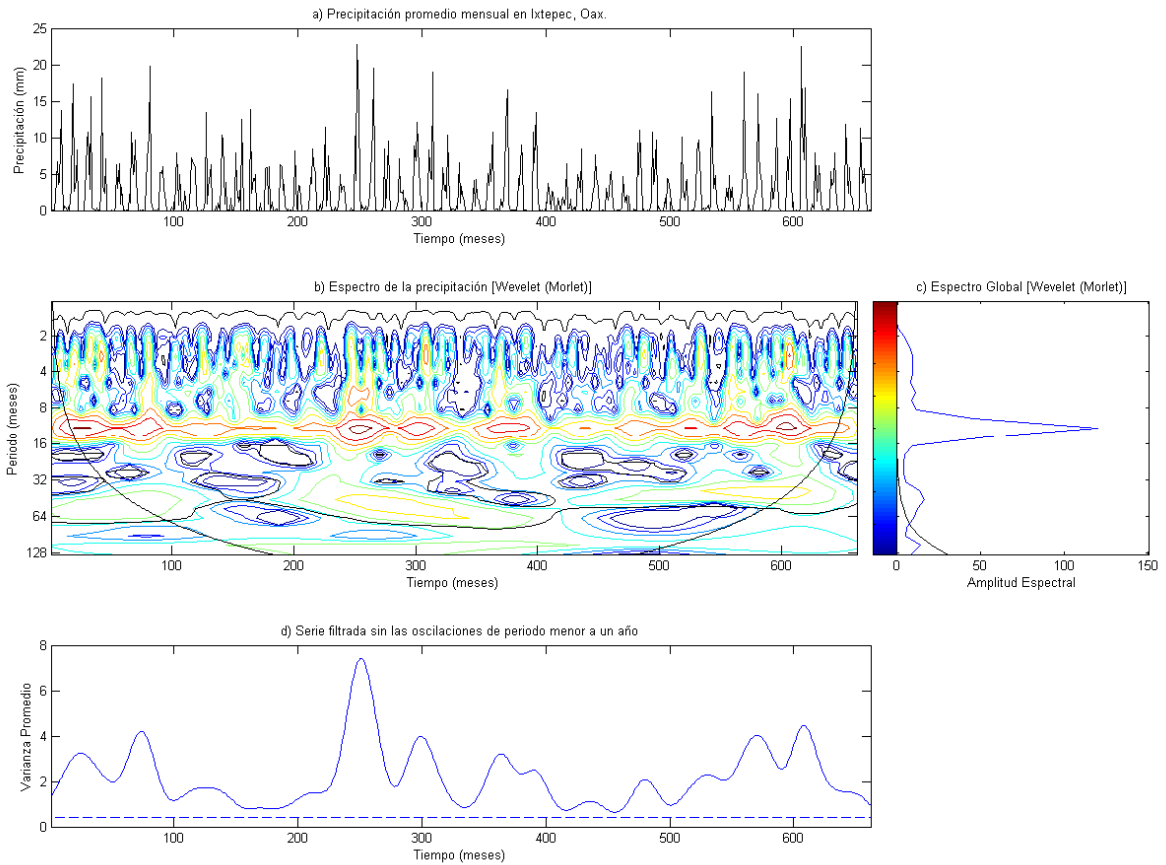 a) Precipitación promedio mensual en Ixtepec, Oax.
25
20
15
10
5
0
Precipitación (mm)
100 200 300 400 500 600
Tiempo (meses)
b) Espectro de la precipitación [Wevelet (Morlet)]
2
4
8
16
32
64
128
Periodo (meses)
100 200 300 400 500 600
Tiempo (meses)
c) Espectro Global [Wevelet (Morlet)]
0 50 100 150
Amplitud Espectral
d) Serie filtrada sin las oscilaciones de periodo menor a un año
8
6
4
2
0
Varianza Promedio
100 200 300 400 500 600
Tiempo (meses)